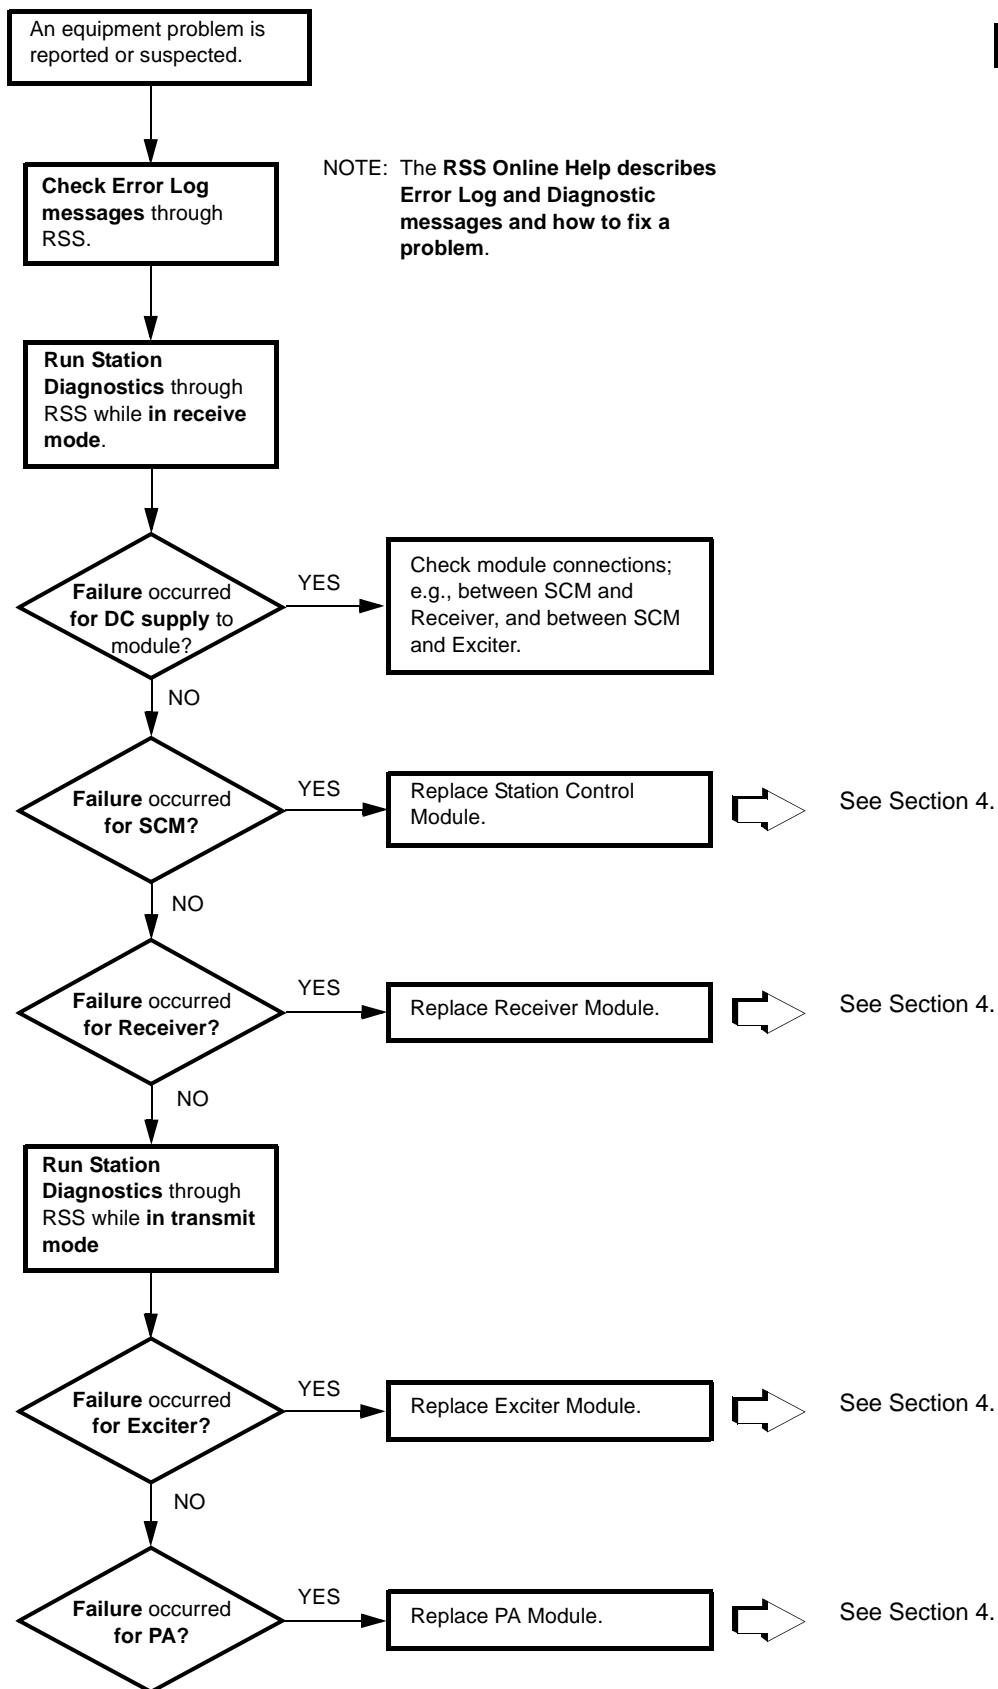 An equipment problem is
reported or suspected.
Check Error Log
messages through
RSS.
NOTE: The RSS Online Help describes
Error Log and Diagnostic
messages and how to fix a
problem.
Run Station
Diagnostics through
RSS while in receive
mode.
Failure occurred
for DC supply to
module?
YES
Check module connections;
e.g., between SCM and
Receiver, and between SCM
and Exciter.
NO
Failure occurred
for SCM?
YES
Replace Station Control
Module.
See Section 4.
NO
Failure occurred
for Receiver?
YES
Replace Receiver Module.
See Section 4.
NO
Run Station
Diagnostics through
RSS while in transmit
mode
Failure occurred
for Exciter?
YES
Replace Exciter Module.
See Section 4.
NO
Failure occurred
for PA?
YES
Replace PA Module.
See Section 4.